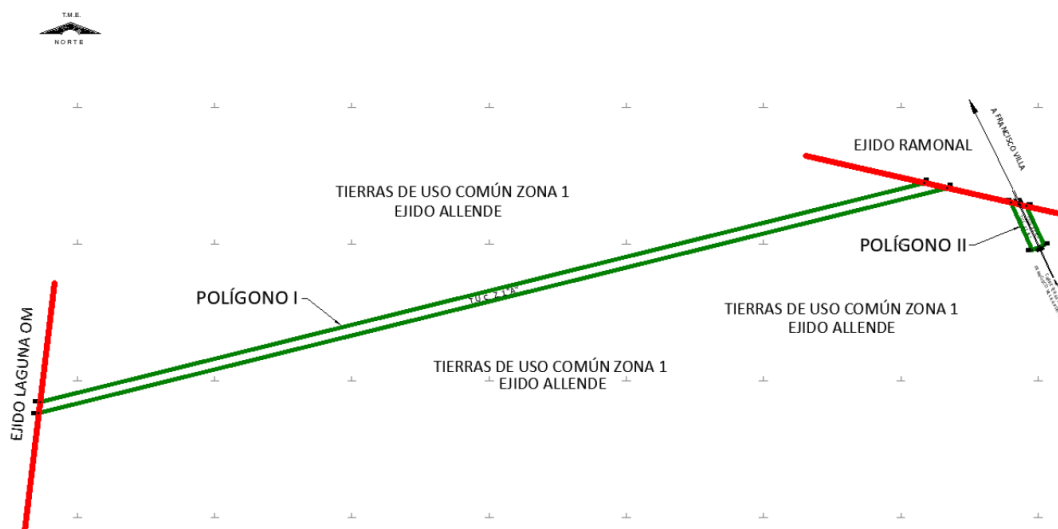 T.M.E.
NORTE
A FRANCISCO VILLA
EJIDO RAMONAL
TIERRAS DE USO COMÚN ZONA 1
EJIDO ALLENDE
POLÍGONO II
POLÍGONO I
TIERRAS DE USO COMÚN ZONA 1
EJIDO ALLENDE
EJIDO LAGUNA OM
TIERRAS DE USO COMÚN ZONA 1
EJIDO ALLENDE